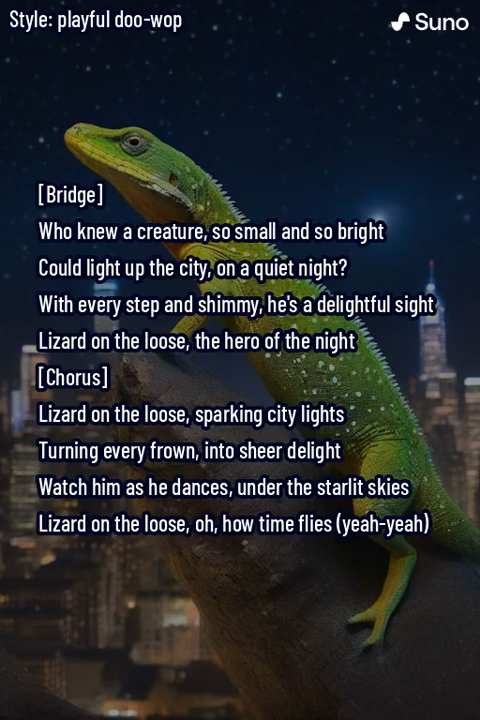 Style: playful doo-wop
Suno
[Bridge]
Who knew a creature, so small and so bright
Could light up the city, on a quiet night?
With every step and shimmy, he's a delightful sight
Lizard on the loose, the hero of the night
[Chorus]
Lizard on the loose, sparking city lights
Turning every frown, into sheer delight
Watch him as he dances, under the starlit skies
Lizard on the loose, oh, how time flies (yeah-yeah)